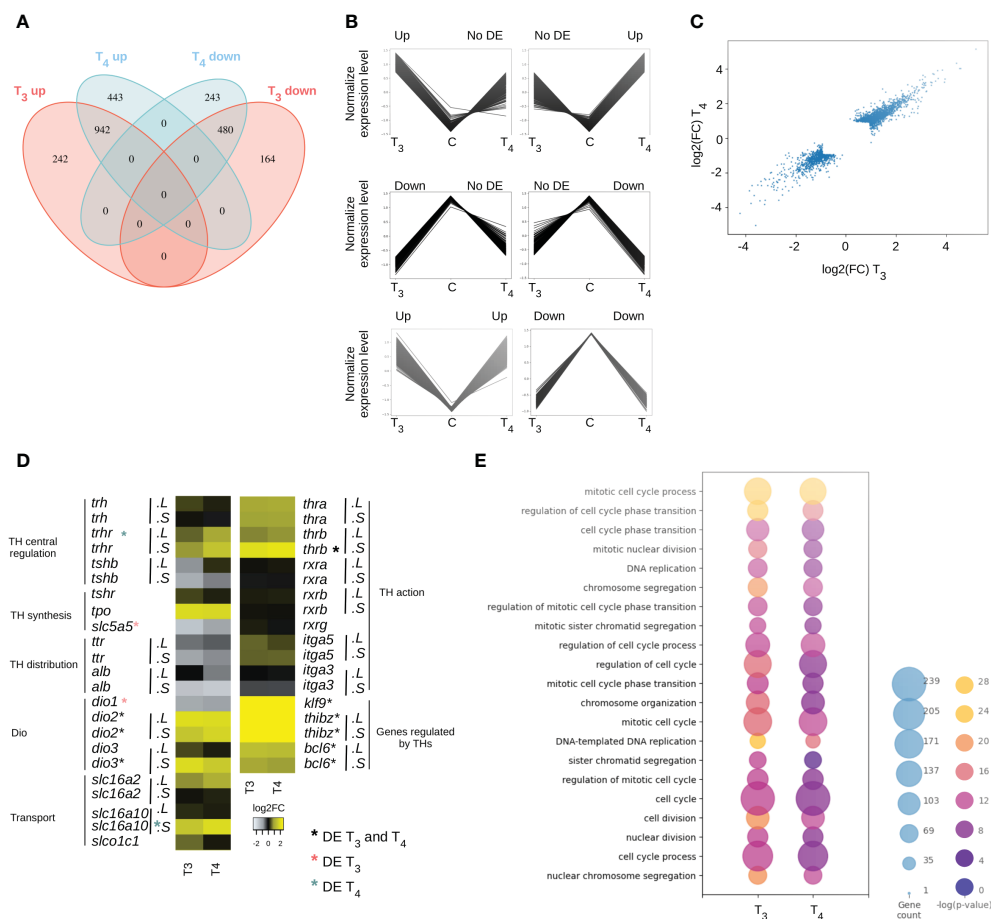 A
T3 up
T4 up
T4 down
T3 down
443
243
0
942
480
242
0
0
164
0
0
0
0
0
0
B
Normalize
expression level
Up
No DE
No DE
Up
T3
C
T4
T3
C
T4
Normalize
expression level
Down
No DE
No DE
Down
T3
C
T4
T3
C
T4
Normalize
expression level
Up
Up
Down
Down
T3
C
T4
T3
C
T4
C
log2(FC) T4
4
2
0
-2
-4
-4
-2
0
2
4
log2(FC) T3
D
TH central
regulation
TH synthesis
TH distribution
Dio
Transport
trh .L
trh .S
trhr * .L
trhr .S
tshb .L
tshb .S
tshr
tpo
slc5a5*
ttr .L
ttr .S
alb .L
alb .S
dio1 *
dio2* .L
dio2* .S
dio3 .L
dio3* .S
slc16a2 .L
slc16a2 .S
slc16a10 .L
slc16a10 * .S
slco1c1
T3
T4
thra .L
thra .S
thrb .L
thrb * .S
rxra .L
rxra .S
rxrb .L
rxrb .S
rxrg
itga5 .L
itga5 .S
itga3 .L
itga3 .S
klf9*
thibz* .L
thibz* .S
bcl6* .L
bcl6* .S
TH action
Genes regulated
by THs
T3
T4
log2FC
-2 0 2
* DE T3 and T4
* DE T3
* DE T4
E
mitotic cell cycle process
regulation of cell cycle phase transition
cell cycle phase transition
mitotic nuclear division
DNA replication
chromosome segregation
regulation of mitotic cell cycle phase transition
mitotic sister chromatid segregation
regulation of cell cycle process
regulation of cell cycle
mitotic cell cycle phase transition
chromosome organization
mitotic cell cycle
DNA-templated DNA replication
sister chromatid segregation
regulation of mitotic cell cycle
cell cycle
cell division
nuclear division
cell cycle process
nuclear chromosome segregation
T3
T4
239
205
171
137
103
69
35
1
Gene
count
28
24
20
16
12
8
4
0
-log(p-value)